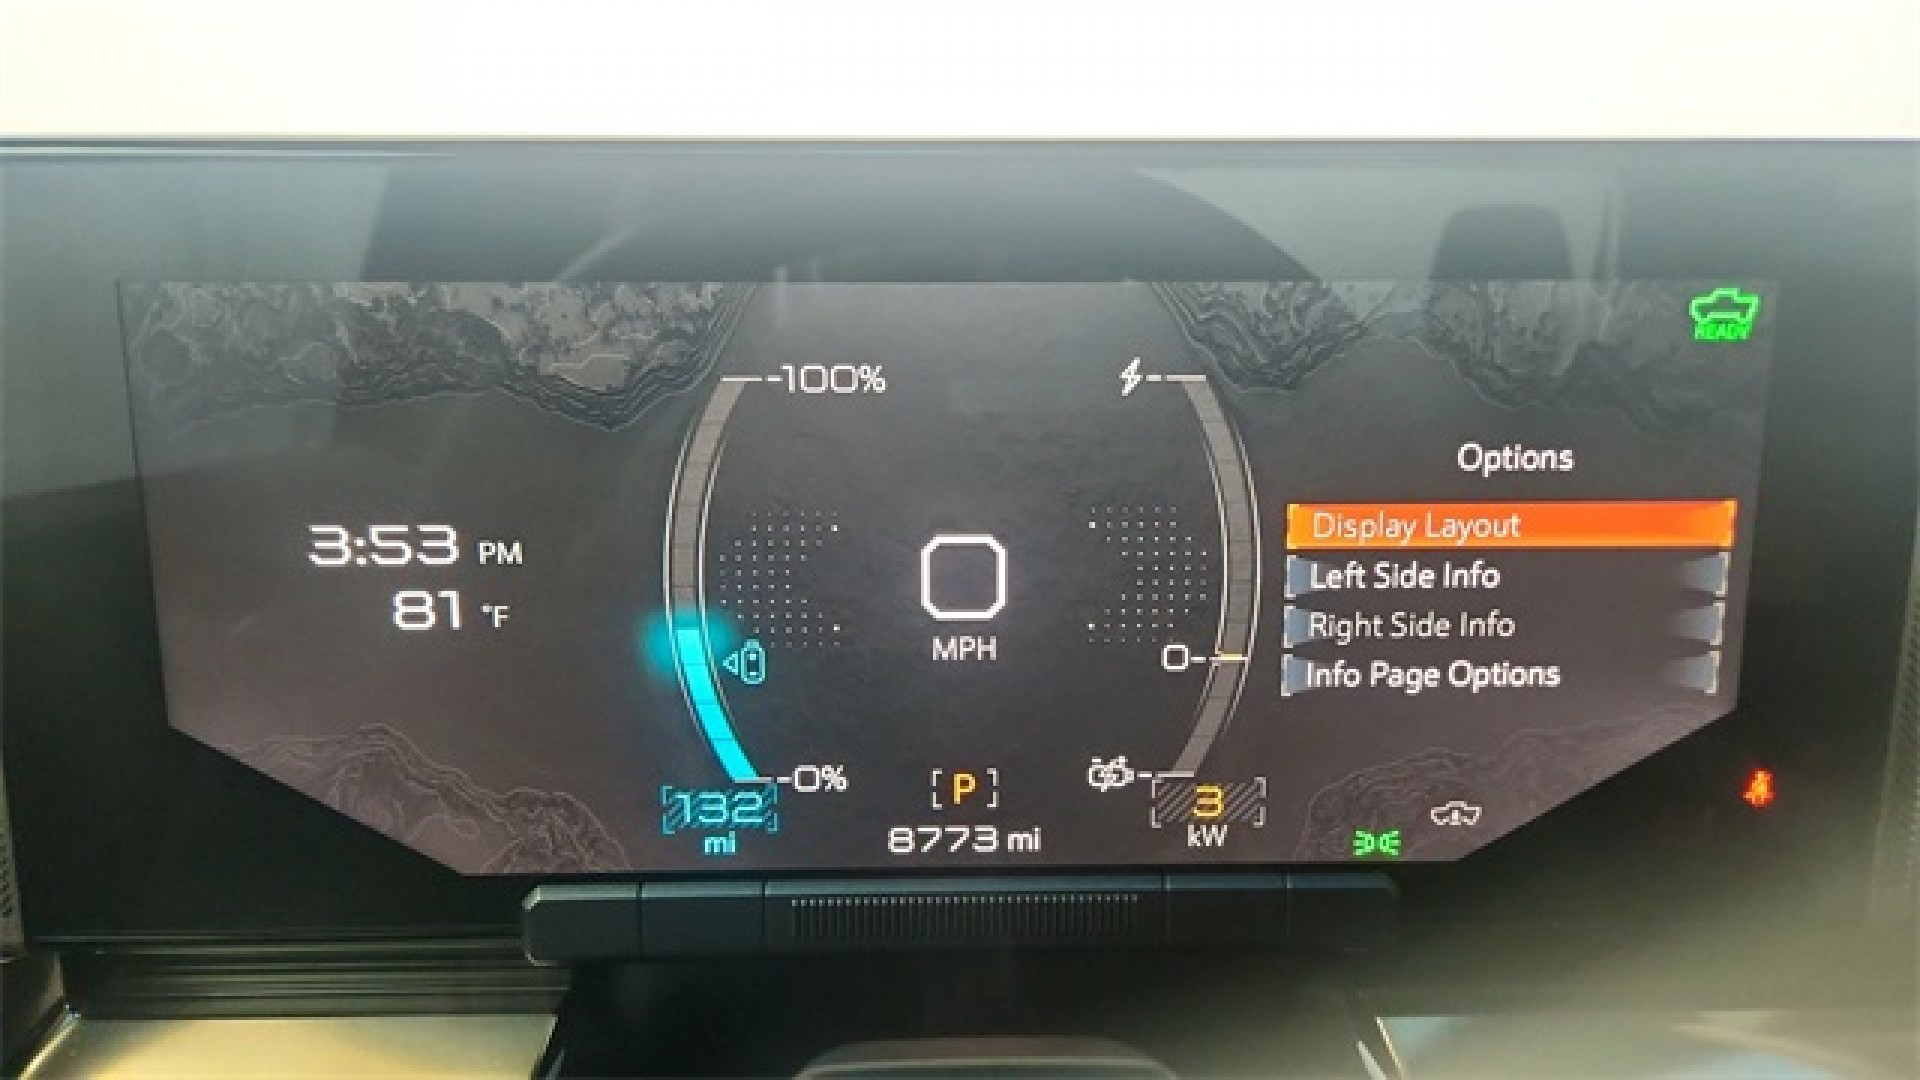 READY
-100%
Options
Display Layout
3:53 PM
Left Side Info
81 °F
0
MPH
Right Side Info
0-
Info Page Options
-0%
P
132
mi
8773 mi
3
kW